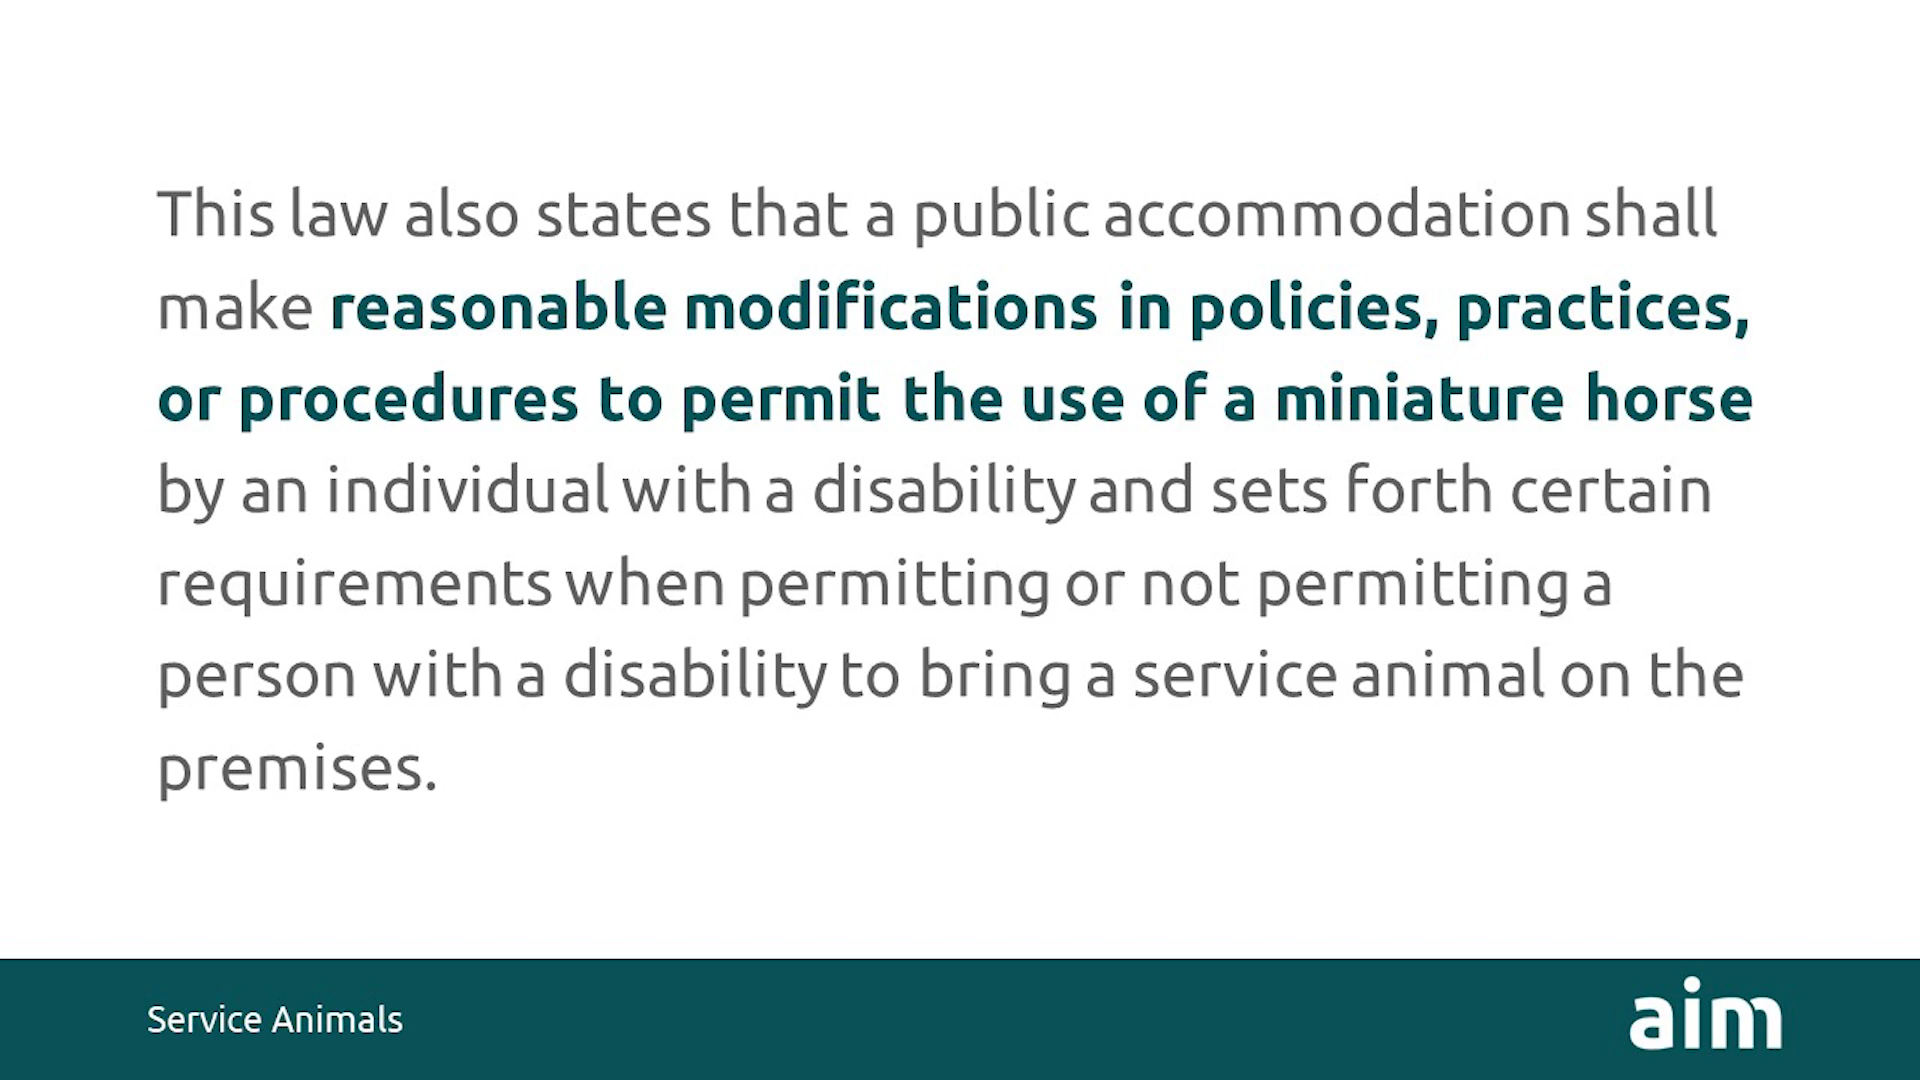 This law also states that a public accommodation shall
make reasonable modifications in policies, practices,
or procedures to permit the use of a miniature horse
by an individual with a disability and sets forth certain
requirements when permitting or not permitting a
person with a disability to bring a service animal on the
premises.
Service Animals
aim